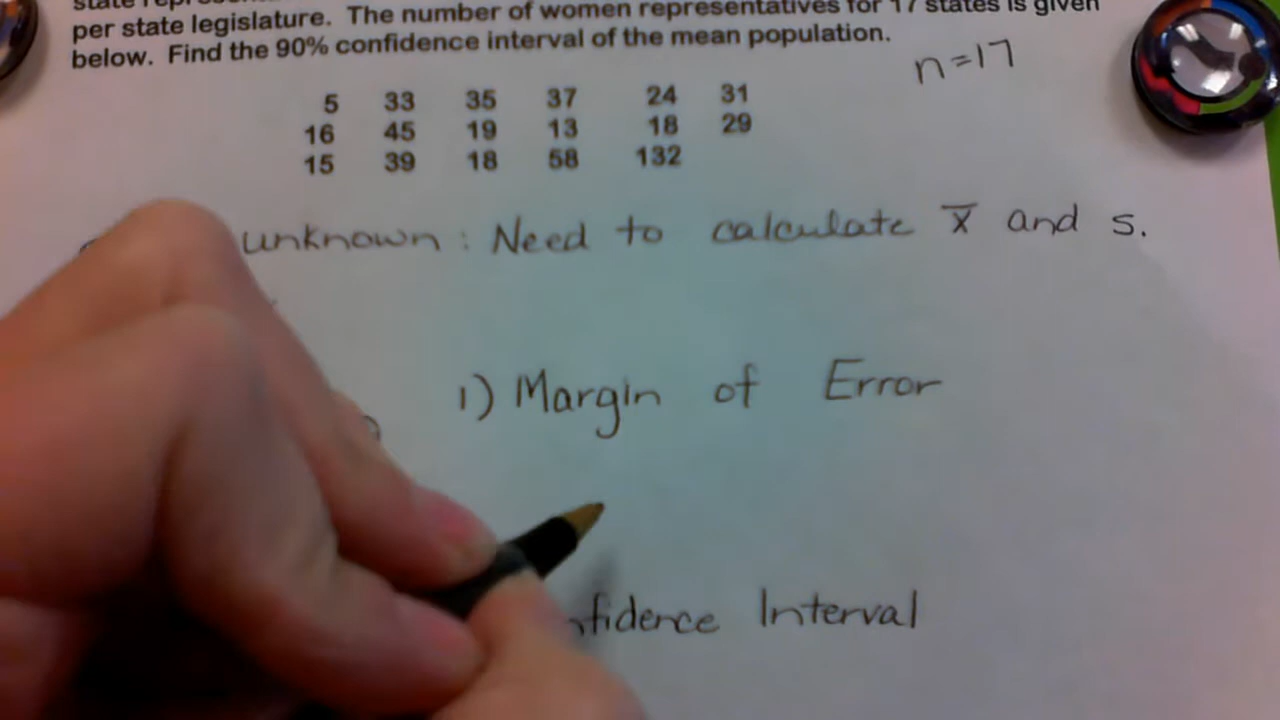 per state legislature. The number of women representatives for 17 states is given
below. Find the 90% confidence interval of the mean population.
n=17
5 33 35 37 24 31
16 45 19 13 18 29
15 39 18 58 132
unknown: Need to calculate x̅ and s.
1) Margin of Error
nfidence Interval